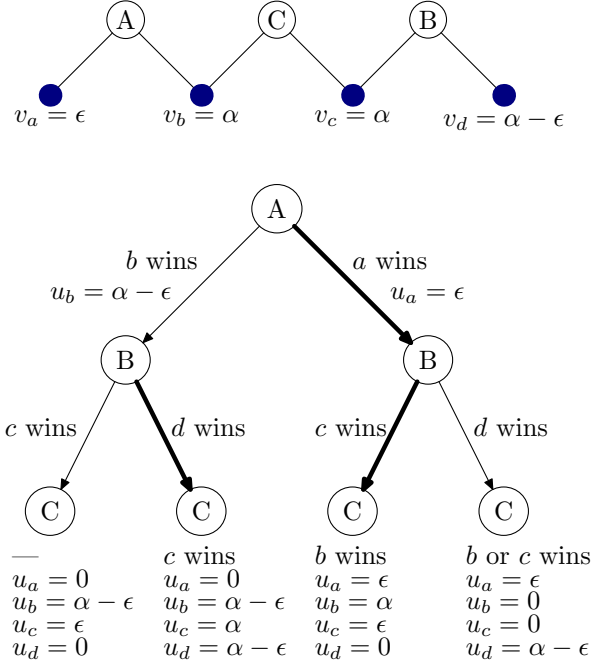 A C B
v_a = ϵ v_b = α v_c = α v_d = α − ϵ
A
b wins a wins
u_b = α − ϵ u_a = ϵ
B B
c wins d wins c wins d wins
C C C C
— c wins b wins b or c wins
u_a = 0 u_a = 0 u_a = ϵ u_a = ϵ
u_b = α − ϵ u_b = α − ϵ u_b = α u_b = 0
u_c = ϵ u_c = α u_c = ϵ u_c = 0
u_d = 0 u_d = α − ϵ u_d = 0 u_d = α − ϵ